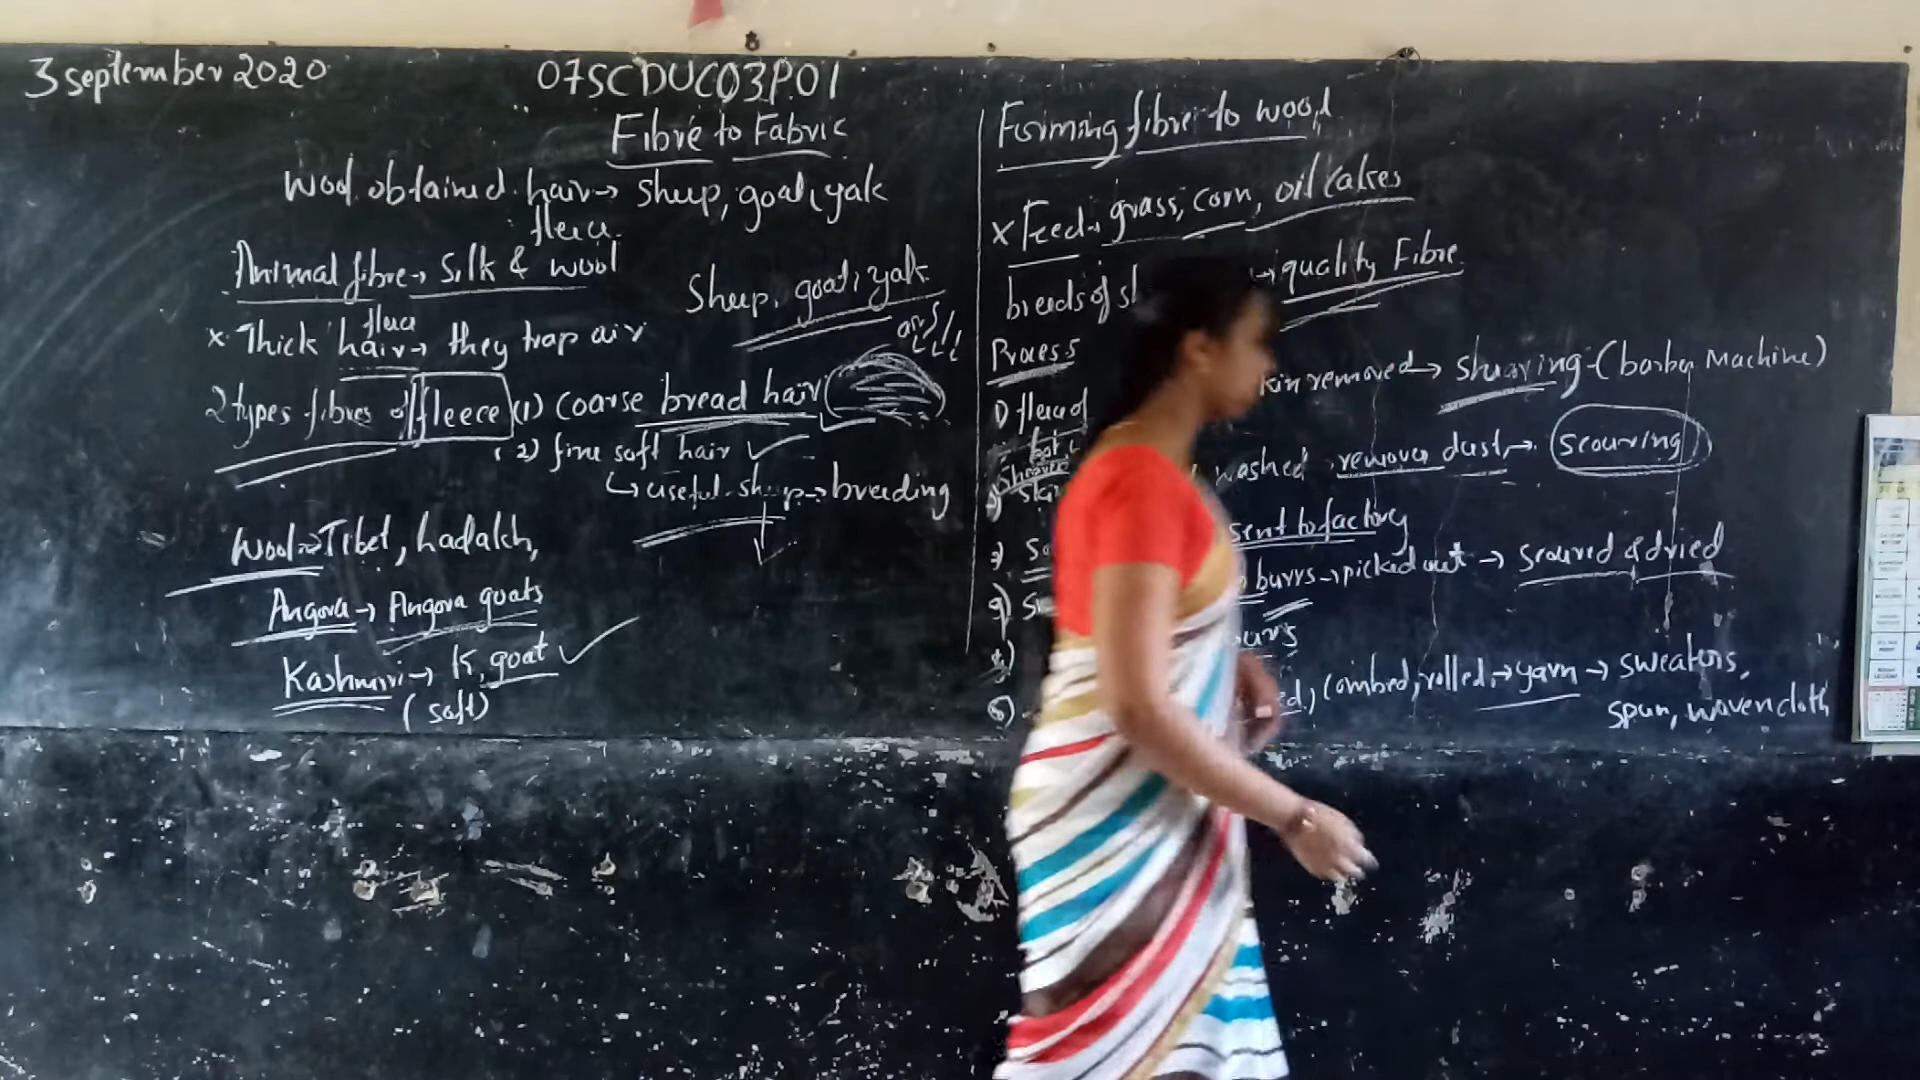 3 september 2020
07SCDUC03P01
Fibre to Fabric
Wool obtained hair → sheep, goat, yak
fleece
Animal fibre → Silk & wool
Sheep, goat, yak
fleece
× Thick hair → they trap air
2 types fibres of fleece (1) coarse bread hair
(2) fine soft hair ✓
↳ useful sheep → breeding
Wool → Tibet, Ladakh,
Angora → Angora goats
Kashmiri → K. goat ✓
(soft)
Forming fibre to wool
× Feed → grass, corn, oil cakes
breeds of → quality Fibre
Process
1) fleece of removed → shearing - (barber Machine)
washed remover dust → scouring
sent to factory
burrs → picked out → scoured & dried
6) combed, rolled → yarn → sweaters,
spun, waven cloth